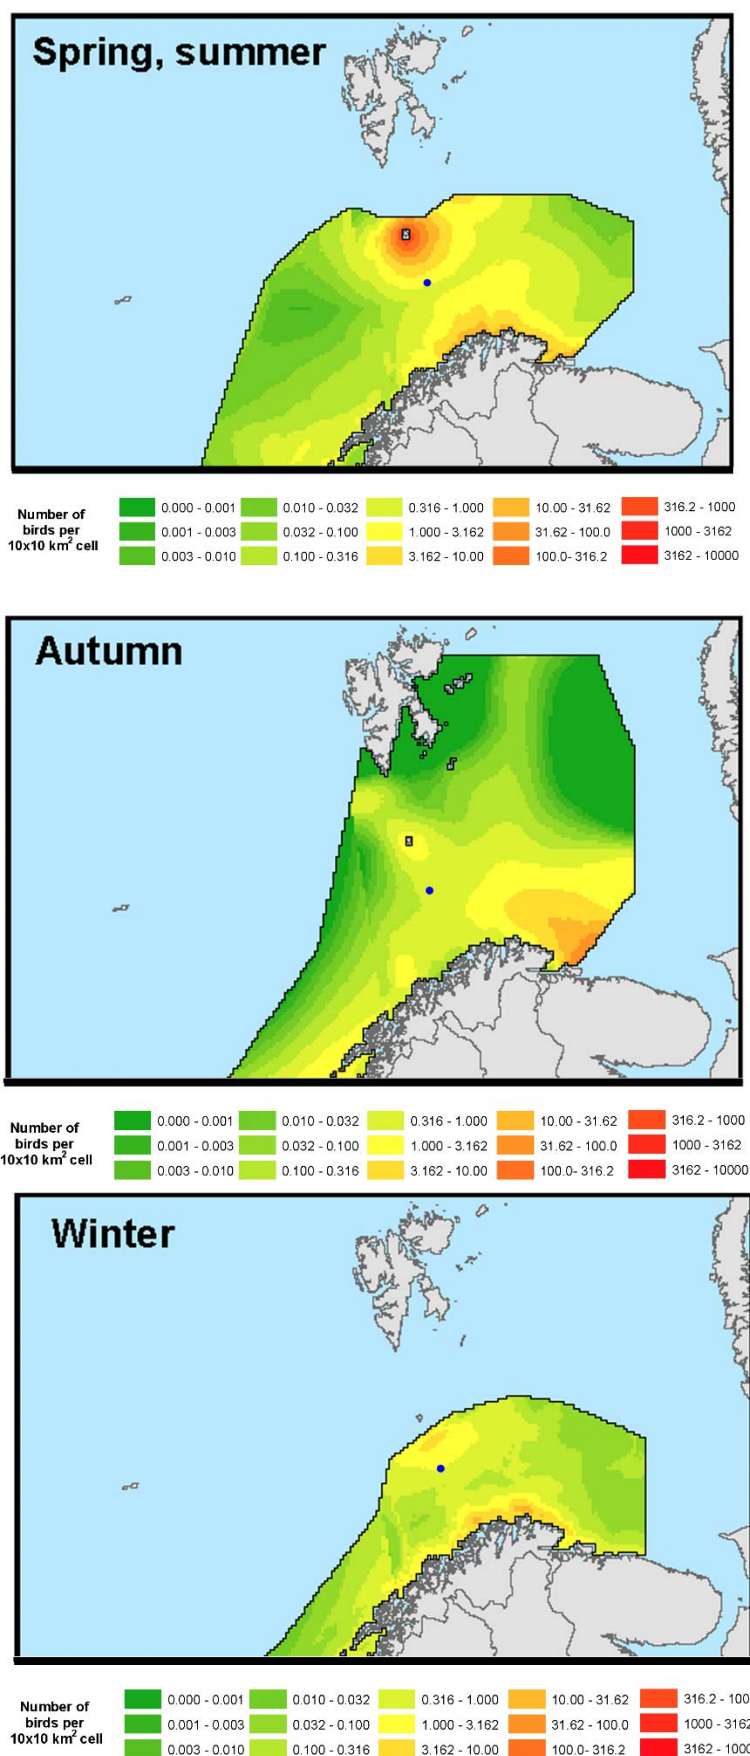 Spring, summer
Number of
birds per
10x10 km² cell
0.000 - 0.001 0.010 - 0.032 0.316 - 1.000 10.00 - 31.62 316.2 - 1000
0.001 - 0.003 0.032 - 0.100 1.000 - 3.162 31.62 - 100.0 1000 - 3162
0.003 - 0.010 0.100 - 0.316 3.162 - 10.00 100.0- 316.2 3162 - 10000
Autumn
Number of
birds per
10x10 km² cell
0.000 - 0.001 0.010 - 0.032 0.316 - 1.000 10.00 - 31.62 316.2 - 1000
0.001 - 0.003 0.032 - 0.100 1.000 - 3.162 31.62 - 100.0 1000 - 3162
0.003 - 0.010 0.100 - 0.316 3.162 - 10.00 100.0- 316.2 3162 - 10000
Winter
Number of
birds per
10x10 km² cell
0.000 - 0.001 0.010 - 0.032 0.316 - 1.000 10.00 - 31.62 316.2 - 100
0.001 - 0.003 0.032 - 0.100 1.000 - 3.162 31.62 - 100.0 1000 - 3162
0.003 - 0.010 0.100 - 0.316 3.162 - 10.00 100.0- 316.2 3162 - 1000